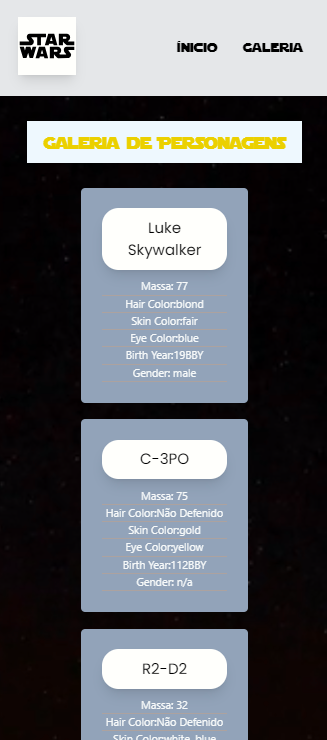 STAR
WARS
ÍNICIO GALERIA
GALERIA DE PERSONAGENS
Luke
Skywalker
Massa: 77
Hair Color:blond
Skin Color:fair
Eye Color:blue
Birth Year:19BBY
Gender: male
C-3PO
Massa: 75
Hair Color:Não Defenido
Skin Color:gold
Eye Color:yellow
Birth Year:112BBY
Gender: n/a
R2-D2
Massa: 32
Hair Color:Não Defenido
Skin Color:white, blue